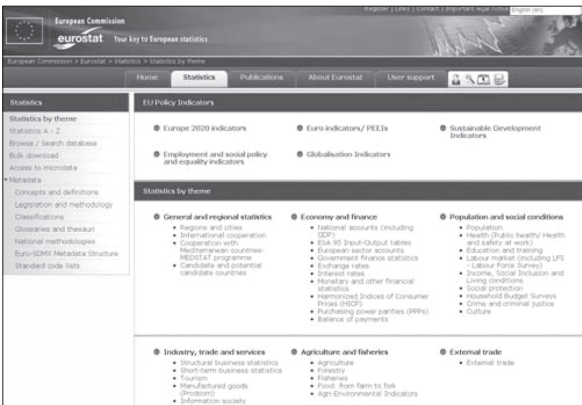 Register | Links | Contact | Important legal notice English (en)
European Commission
eurostat Your key to European statistics
European Commission > Eurostat > Statistics > Statistics by theme
Home Statistics Publications About Eurostat User support
Statistics
Statistics by theme
Statistics A - Z
Browse / Search database
Bulk download
Access to microdata
Metadata
Concepts and definitions
Legislation and methodology
Classifications
Glossaries and thesauri
National methodologies
Euro-SDMX Metadata Structure
Standard code lists
EU Policy Indicators
Europe 2020 indicators
Euro indicators/ PEEIs
Sustainable Development
Indicators
Employment and social policy
and equality indicators
Globalisation Indicators
Statistics by theme
General and regional statistics
Regions and cities
International cooperation
Cooperation with
Mediterranean countries-
MEDSTAT programme
Candidate and potential
candidate countries
Economy and finance
National accounts (including
GDP)
ESA 95 Input-Output tables
European sector accounts
Government finance statistics
Exchange rates
Interest rates
Monetary and other financial
statistics
Harmonized Indices of Consumer
Prices (HICP)
Purchasing power parities (PPPs)
Balance of payments
Population and social conditions
Population
Health (Public health/ Health
and safety at work)
Education and training
Labour market (including LFS
- Labour Force Survey)
Income, Social Inclusion and
Living conditions
Social protection
Household Budget Surveys
Crime and criminal justice
Culture
Industry, trade and services
Structural business statistics
Short-term business statistics
Tourism
Manufactured goods
(Prodcom)
Information society
Agriculture and fisheries
Agriculture
Forestry
Fisheries
Food: from farm to fork
Agri-Environmental Indicators
External trade
External trade